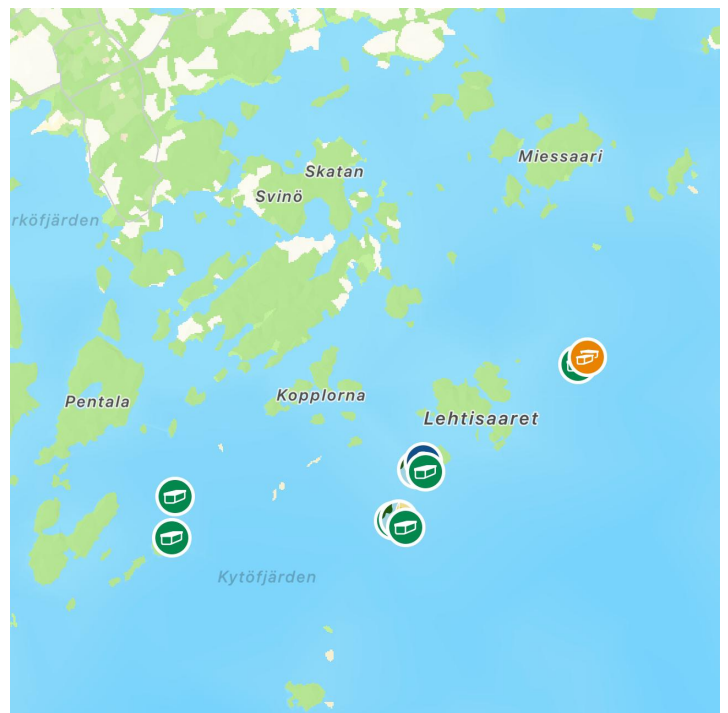 Miessaari
Skatan
Svinö
rköfjärden
Kopplorna
Pentala
Lehtisaaret
Kytöfjärden